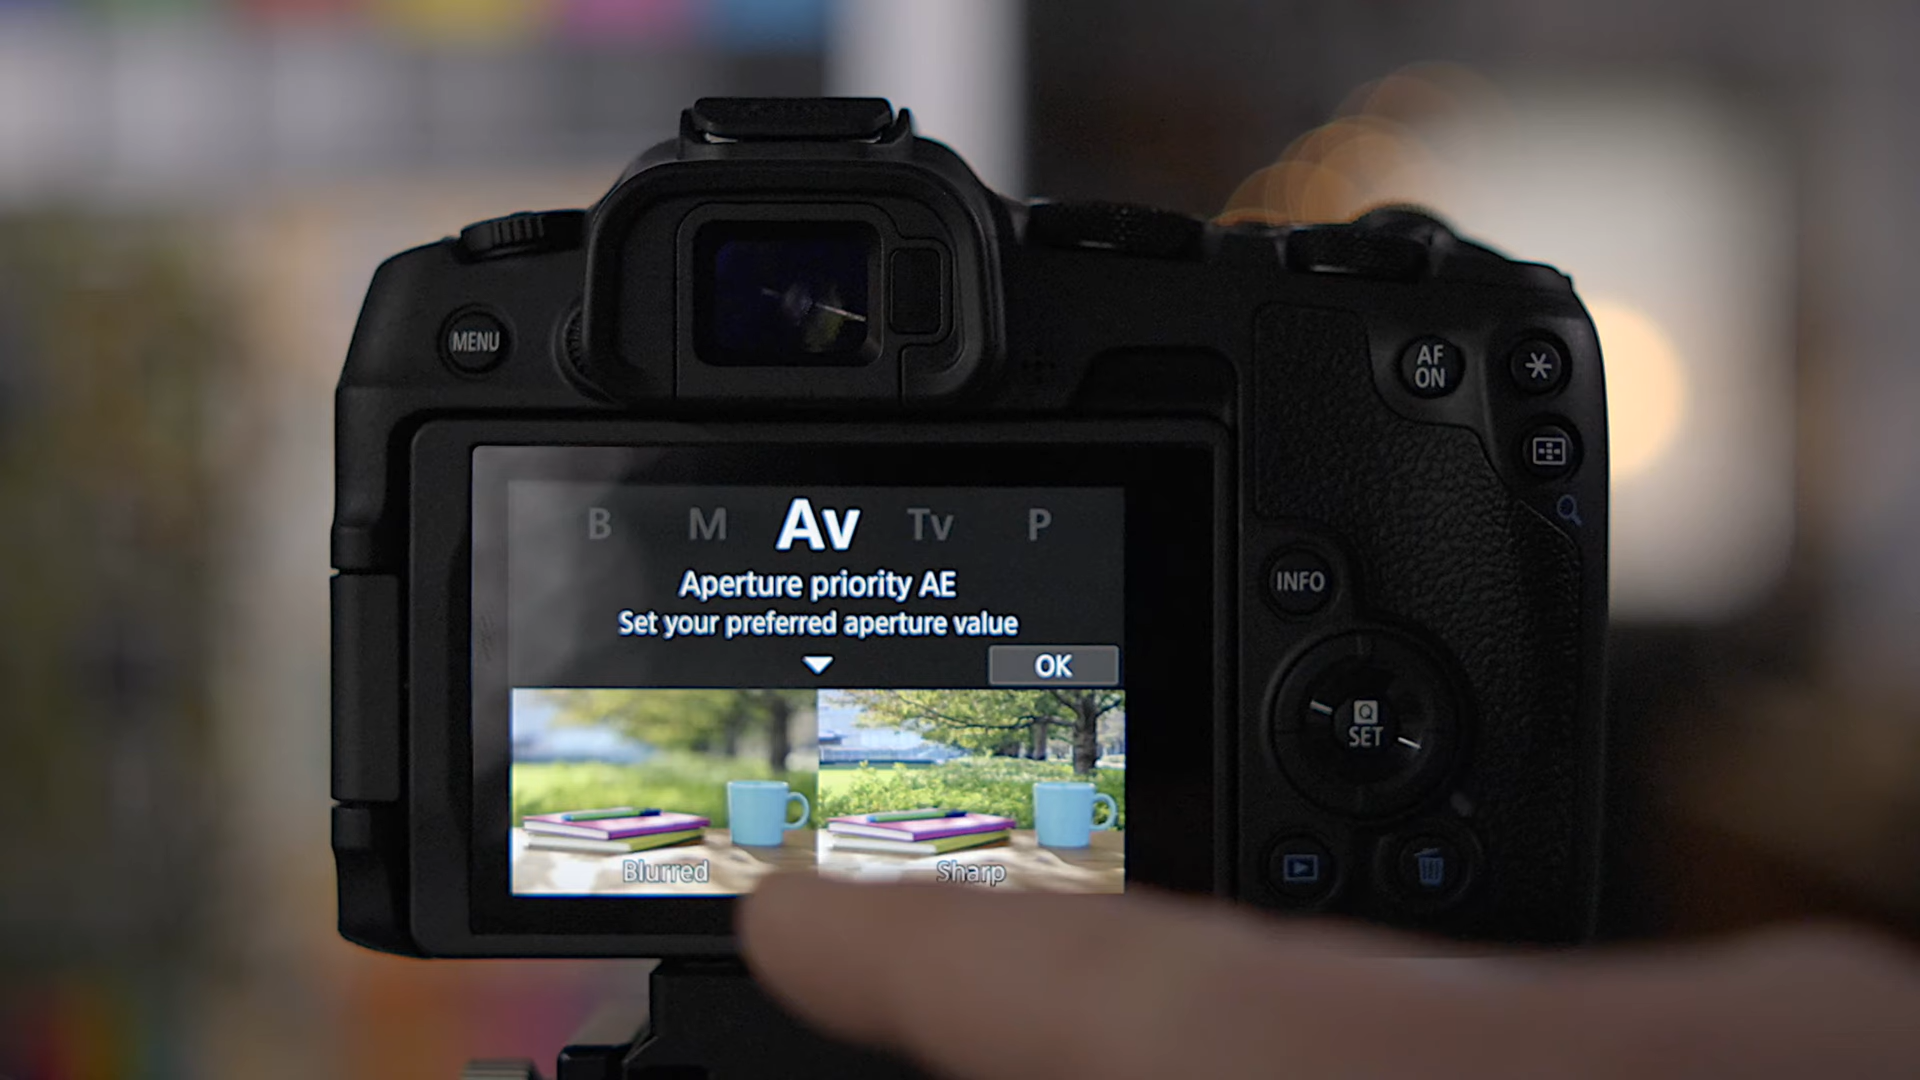 MENU
AF
ON
B M Av Tv P
Aperture priority AE
Set your preferred aperture value
OK
INFO
Q
SET
Blurred Sharp